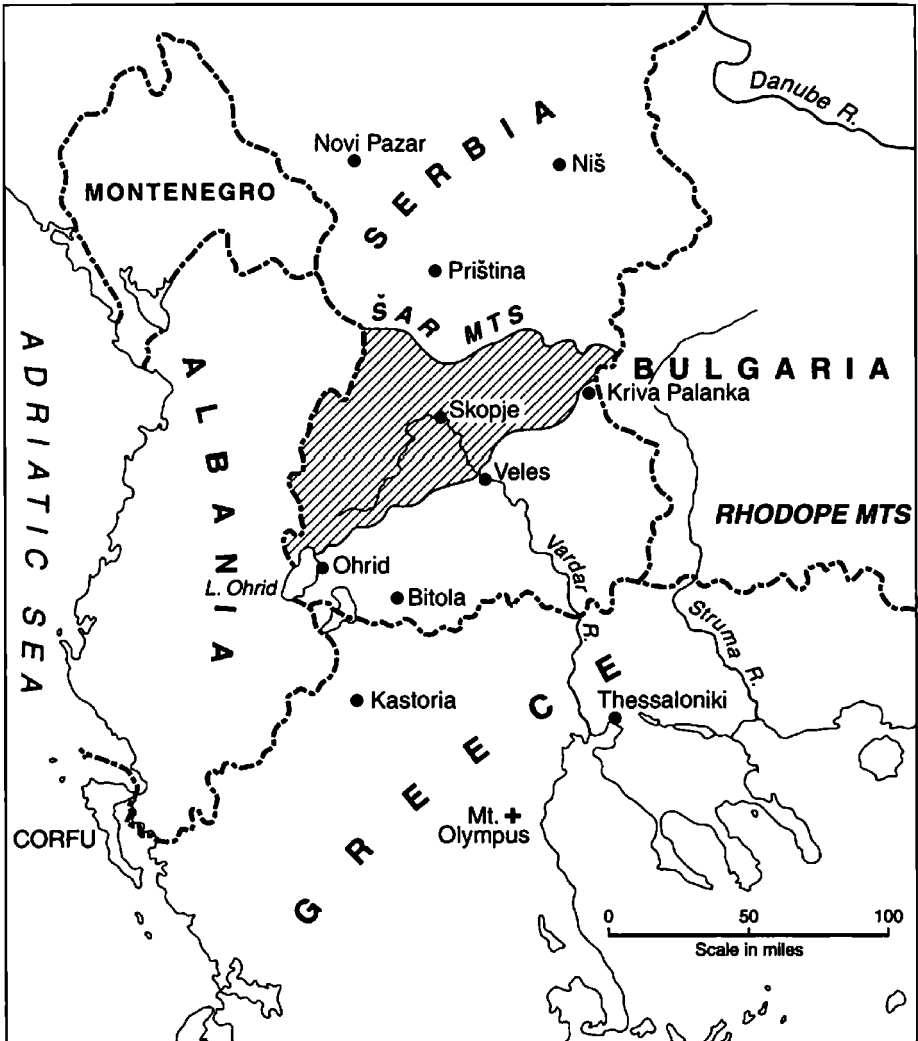 Danube R.
Novi Pazar
Niš
SERBIA
MONTENEGRO
Priština
ŠAR MTS
ADRIATIC SEA
ALBANIA
BULGARIA
Kriva Palanka
Skopje
Veles
RHODOPE MTS
Vardar R.
Ohrid
L. Ohrid
Bitola
Struma R.
Kastoria
Thessaloniki
GREECE
Mt.
Olympus
CORFU
0 50 100
Scale in miles